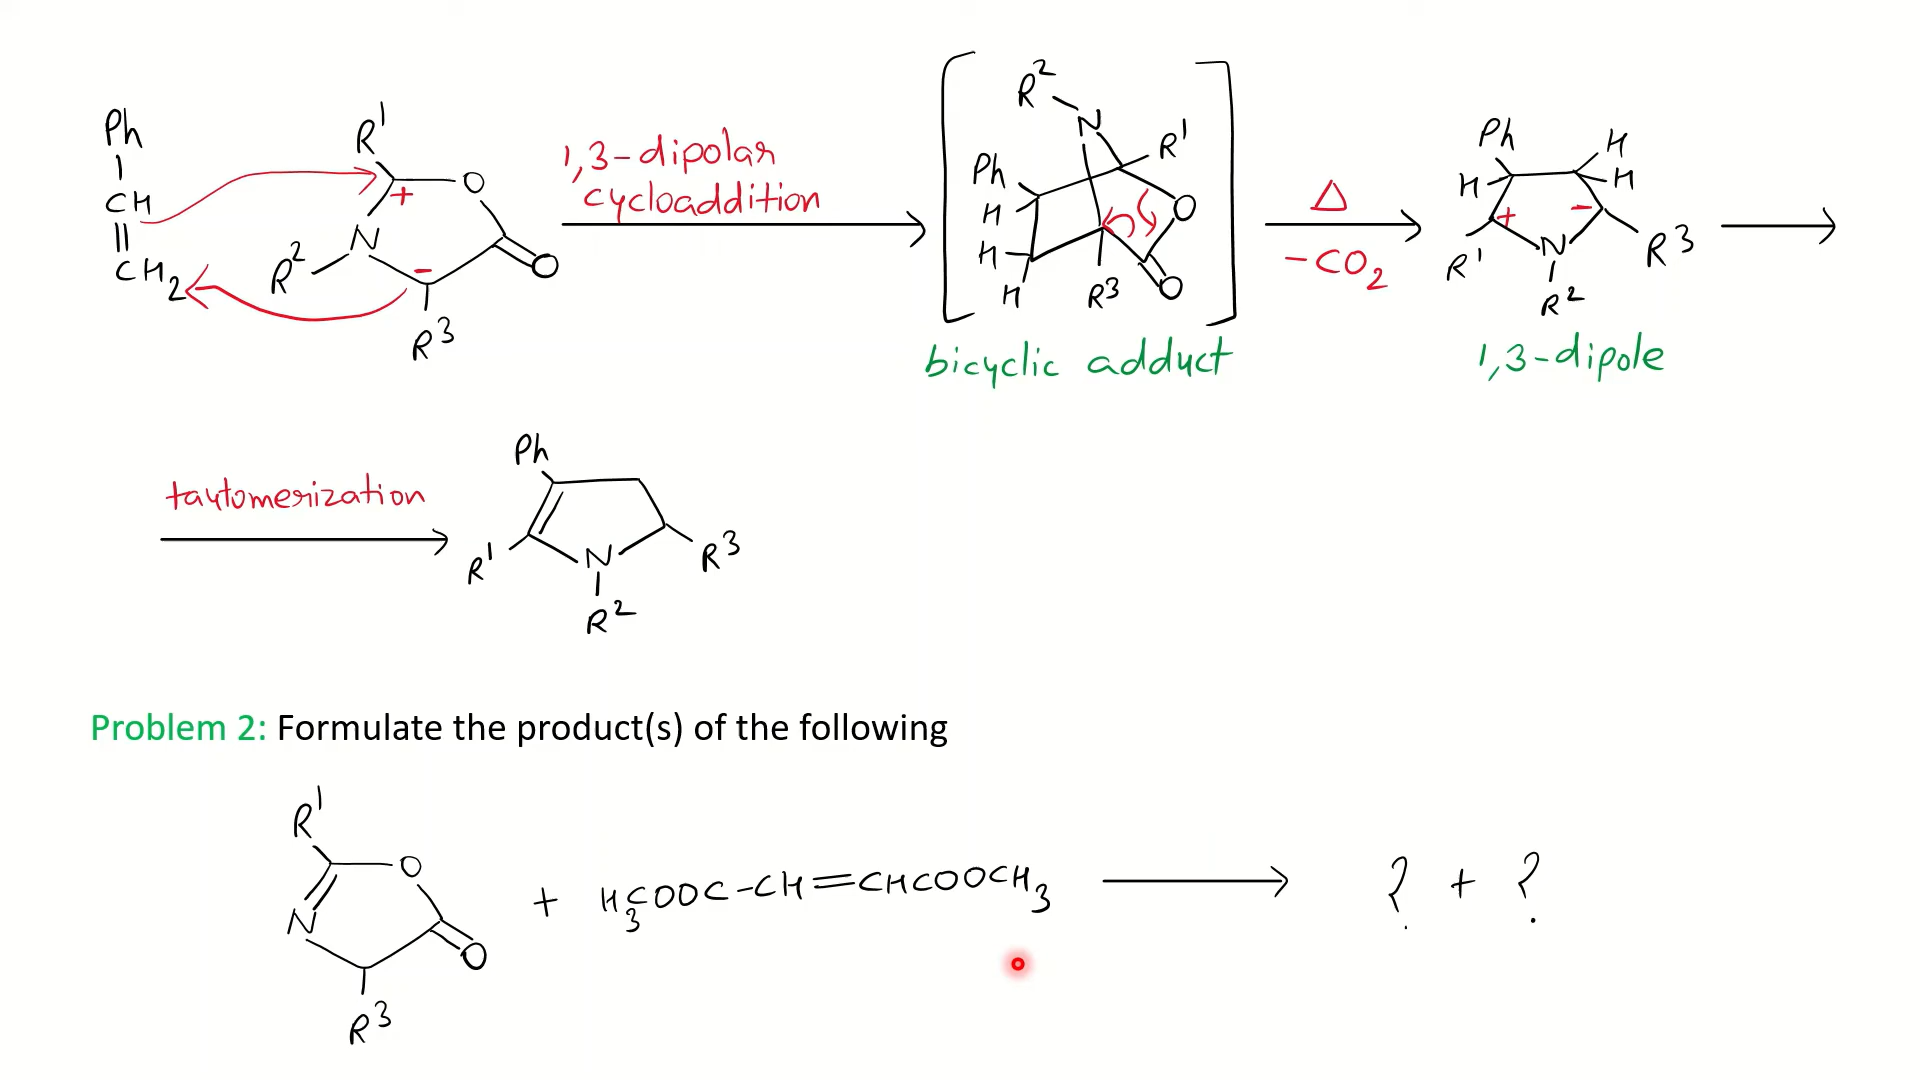 Ph
CH
CH2
R1
O
+
N
R2
-
O
R3
1,3-dipolar
cycloaddition
R2
N
R1
Ph
H
O
H
H
R3
O
bicyclic adduct
Δ
-CO2
Ph
H
H
H
+
-
R1
N
R3
R2
1,3-dipole
tautomerization
Ph
R1
N
R3
R2
Problem 2: Formulate the product(s) of the following
R1
O
N
O
R3
+ H3COOC-CH=CHCOOCH3
? + ?